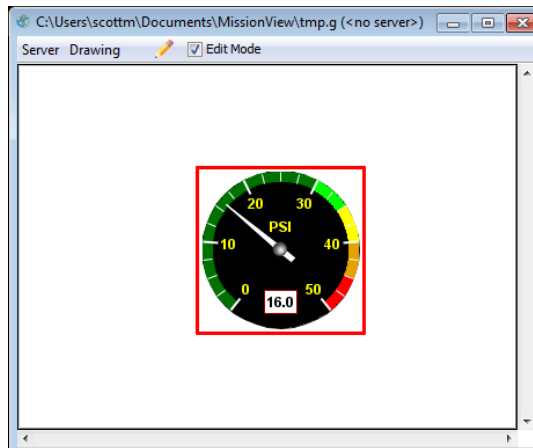 C:\Users\scottm\Documents\MissionView\tmp.g (<no server>)
Server Drawing Edit Mode
20 30
PSI
10 40
0 50
16.0